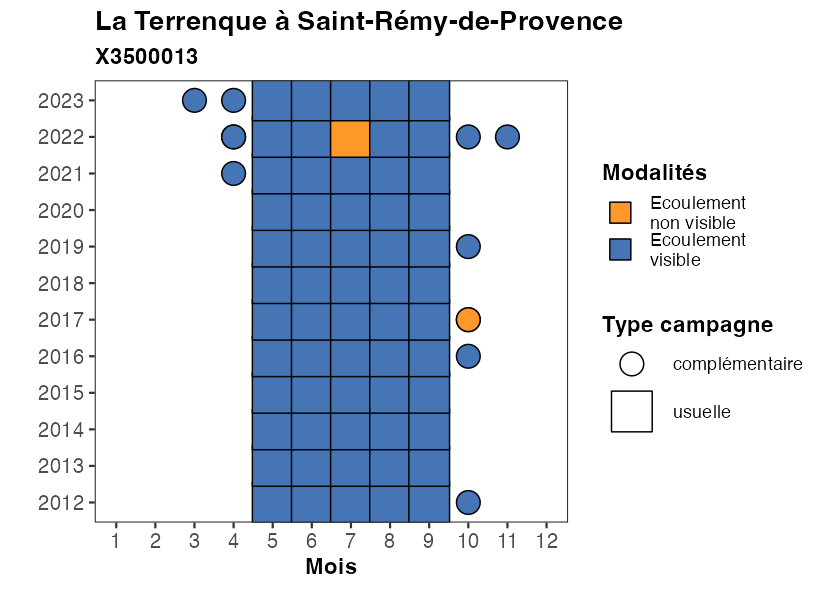 La Terrenque à Saint-Rémy-de-Provence
X3500013
2023
2022
2021
2020
2019
2018
2017
2016
2015
2014
2013
2012
1 2 3 4 5 6 7 8 9 10 11 12
Mois
Modalités
Ecoulement
non visible
Ecoulement
visible
Type campagne
complémentaire
usuelle